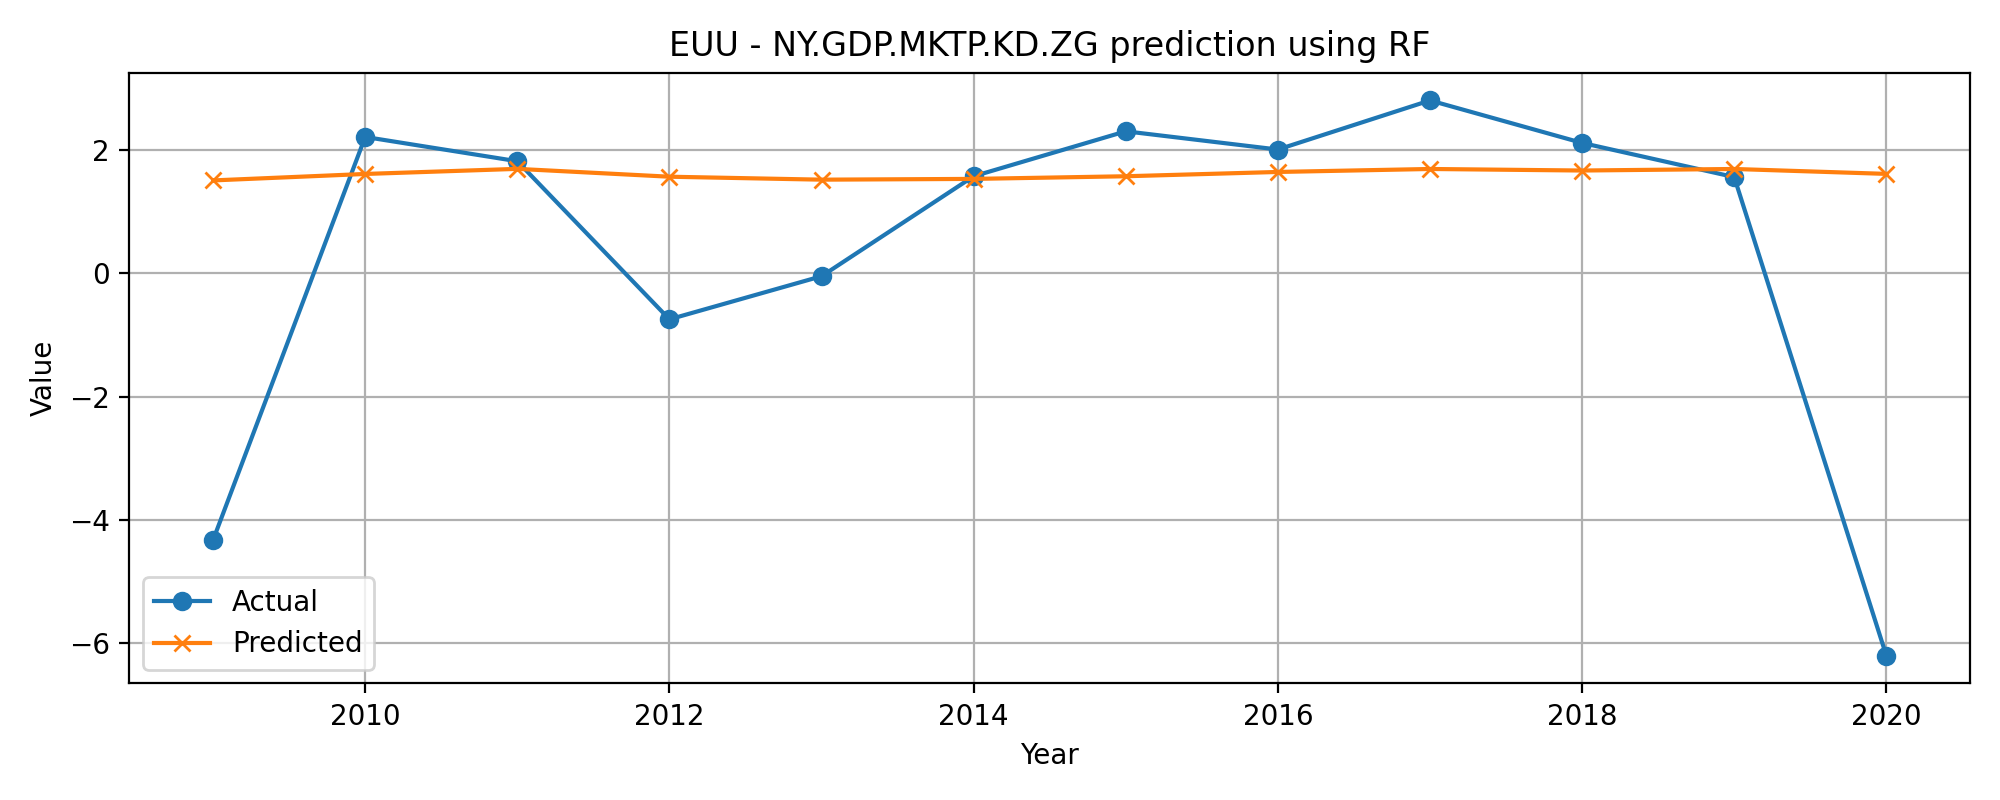 EUU - NY.GDP.MKTP.KD.ZG prediction using RF
Value
2
0
−2
−4
−6
Actual
Predicted
2010 2012 2014 2016 2018 2020
Year